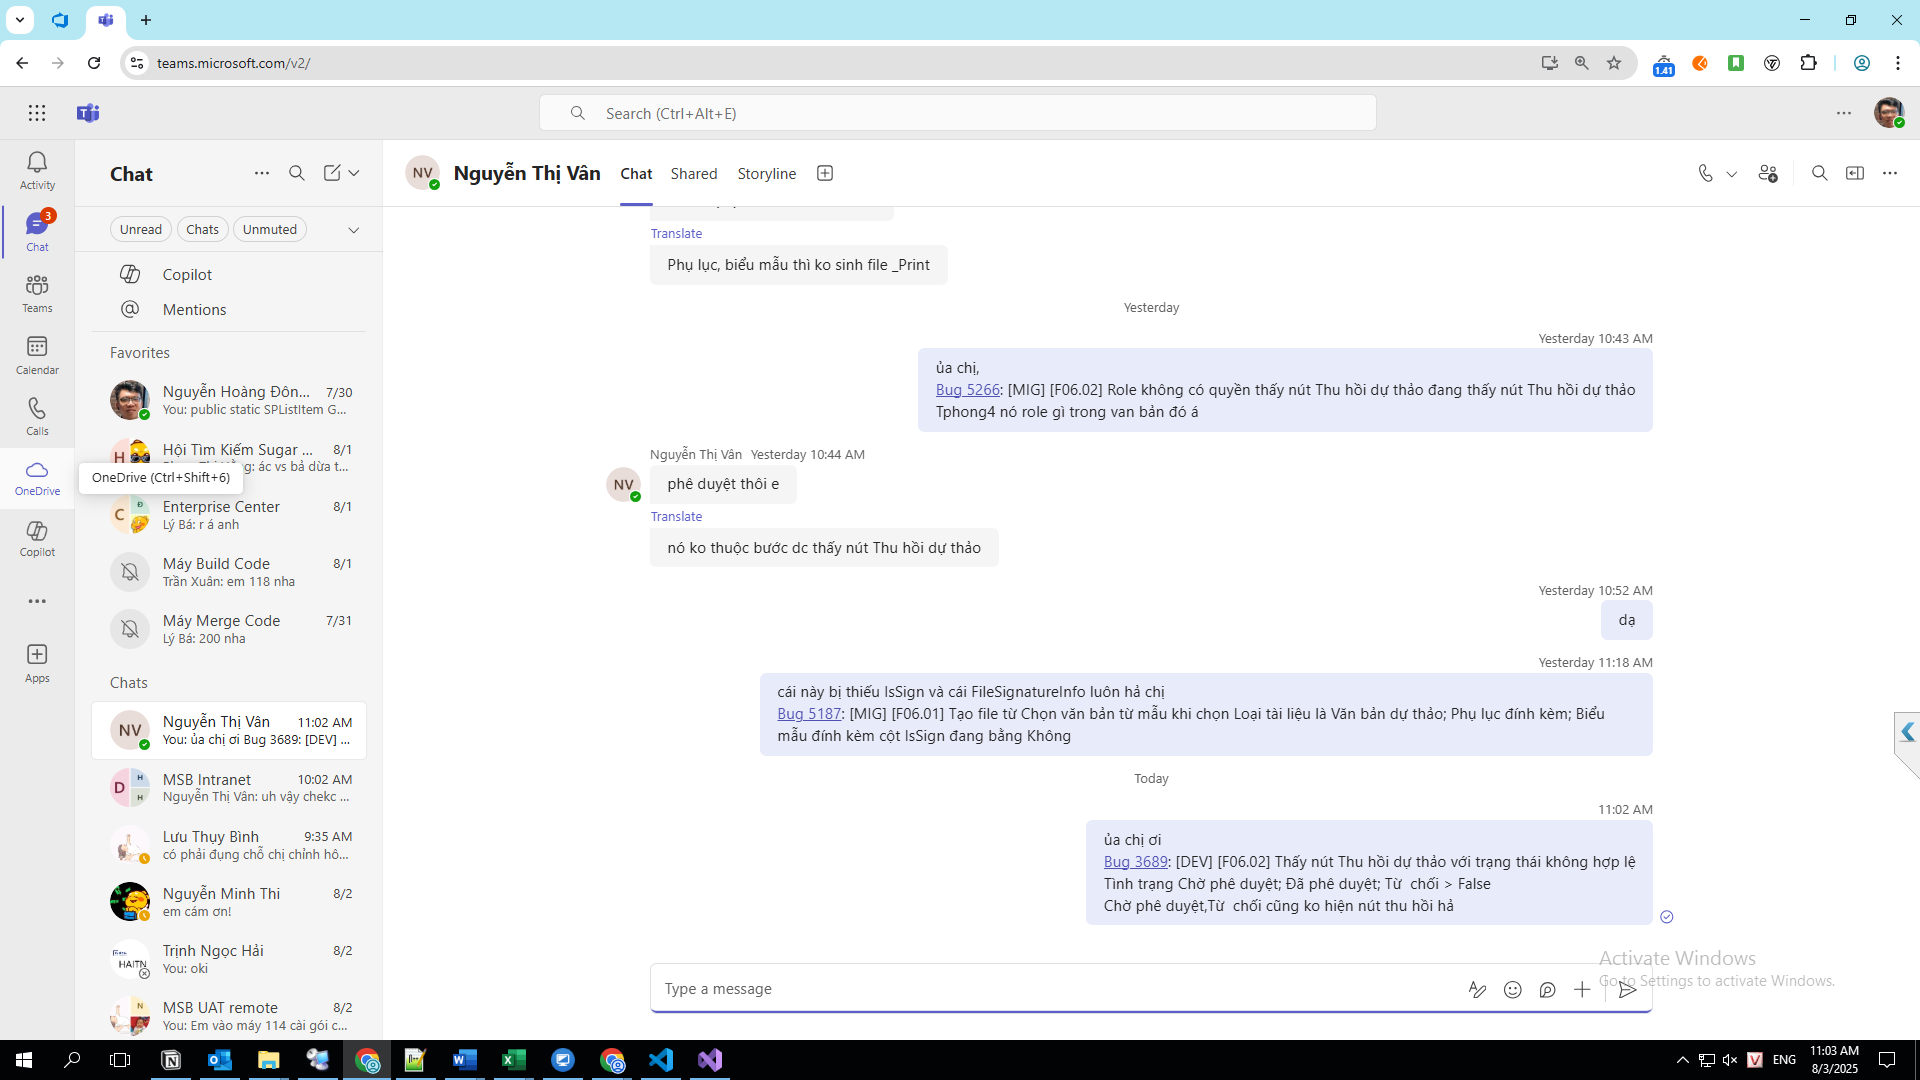 teams.microsoft.com/v2/
1.41
Search (Ctrl+Alt+E)
Activity
3
Chat
Teams
Calendar
Calls
OneDrive
Copilot
Apps
OneDrive (Ctrl+Shift+6)
Chat
Unread
Chats
Unmuted
Copilot
Mentions
Favorites
Nguyễn Hoàng Đôn... 7/30
You: public static SPListItem G...
Hội Tìm Kiếm Sugar ... 8/1
Enterprise Center 8/1
Lý Bá: r á anh
Máy Build Code 8/1
Trần Xuân: em 118 nha
Máy Merge Code 7/31
Lý Bá: 200 nha
Chats
NV
Nguyễn Thị Vân 11:02 AM
You: ủa chị ơi Bug 3689: [DEV] ...
MSB Intranet 10:02 AM
Nguyễn Thị Vân: uh vậy chekc ...
Lưu Thụy Bình 9:35 AM
có phải đụng chỗ chị chỉnh hô...
Nguyễn Minh Thi 8/2
em cám ơn!
HAITN
Trịnh Ngọc Hải 8/2
You: oki
MSB UAT remote 8/2
You: Em vào máy 114 cài gói c...
NV
Nguyễn Thị Vân Chat Shared Storyline
Translate
Phụ lục, biểu mẫu thì ko sinh file _Print
Yesterday
Yesterday 10:43 AM
ủa chị,
Bug 5266: [MIG] [F06.02] Role không có quyền thấy nút Thu hồi dự thảo đang thấy nút Thu hồi dự thảo
Tphong4 nó role gì trong van bản đó á
Nguyễn Thị Vân Yesterday 10:44 AM
NV
phê duyệt thôi e
Translate
nó ko thuộc bước dc thấy nút Thu hồi dự thảo
Yesterday 10:52 AM
dạ
Yesterday 11:18 AM
cái này bị thiếu IsSign và cái FileSignatureInfo luôn hả chị
Bug 5187: [MIG] [F06.01] Tạo file từ Chọn văn bản từ mẫu khi chọn Loại tài liệu là Văn bản dự thảo; Phụ lục đính kèm; Biểu
mẫu đính kèm cột IsSign đang bằng Không
Today
11:02 AM
ủa chị ơi
Bug 3689: [DEV] [F06.02] Thấy nút Thu hồi dự thảo với trạng thái không hợp lệ
Tình trạng Chờ phê duyệt; Đã phê duyệt; Từ  chối > False
Chờ phê duyệt,Từ  chối cũng ko hiện nút thu hồi hả
Type a message
Activate Windows
Go to Settings to activate Windows.
ENG
11:03 AM
8/3/2025